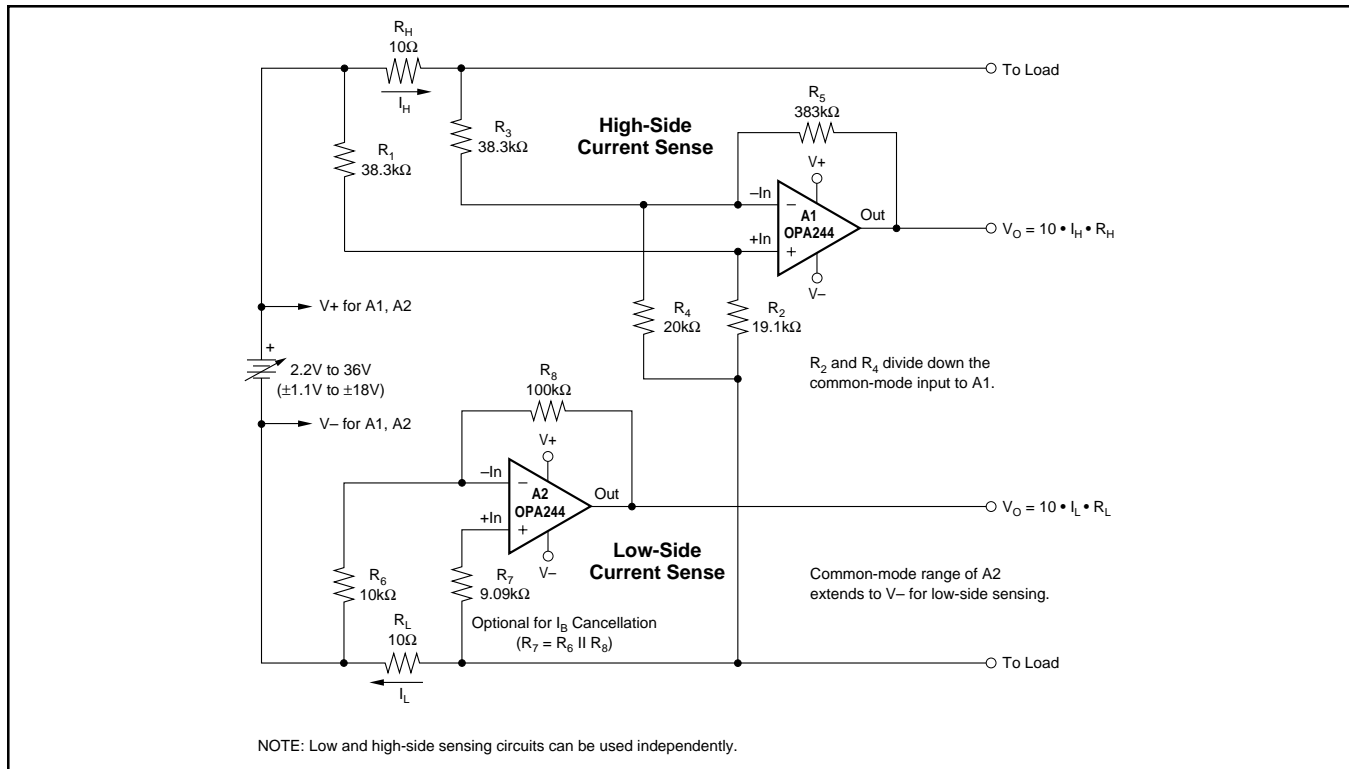 R_H
10Ω
I_H
To Load
High-Side
Current Sense
R_5
383kΩ
R_3
38.3kΩ
R_1
38.3kΩ
V+
–In
–
A1
OPA244
Out
+In
+
V–
V_O = 10 • I_H • R_H
V+ for A1, A2
R_4
20kΩ
R_2
19.1kΩ
+
2.2V to 36V
(±1.1V to ±18V)
R_2 and R_4 divide down the
common-mode input to A1.
V– for A1, A2
R_8
100kΩ
V+
–In
–
A2
OPA244
Out
+In
+
V–
V_O = 10 • I_L • R_L
Low-Side
Current Sense
R_6
10kΩ
R_7
9.09kΩ
Common-mode range of A2
extends to V– for low-side sensing.
Optional for I_B Cancellation
(R_7 = R_6 II R_8)
R_L
10Ω
I_L
To Load
NOTE: Low and high-side sensing circuits can be used independently.